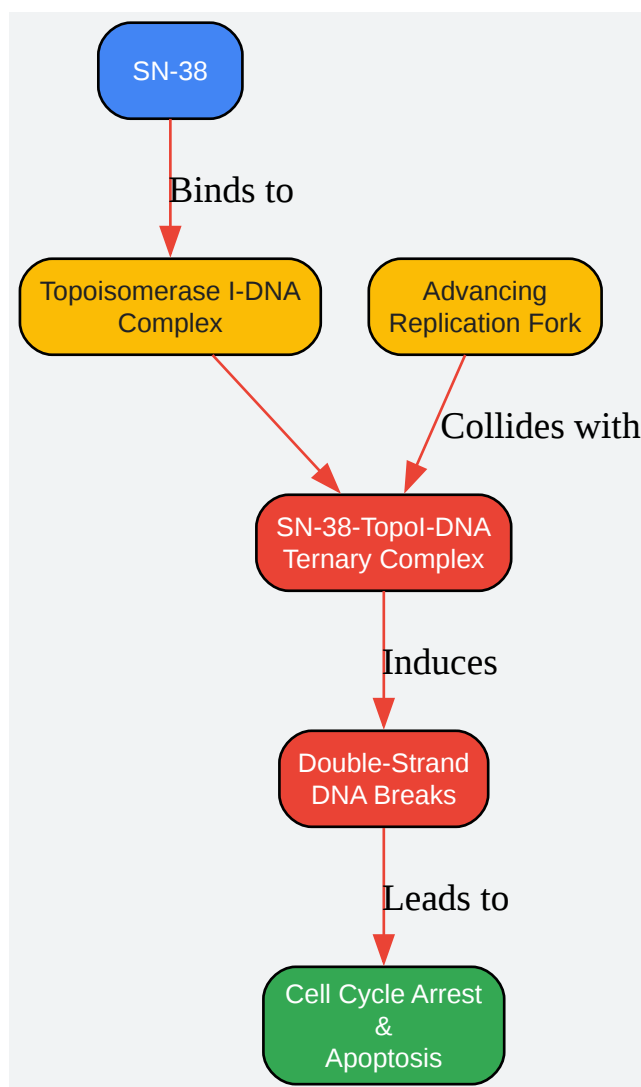 SN-38
Binds to
Topoisomerase I-DNA
Complex
Advancing
Replication Fork
Collides with
SN-38-TopoI-DNA
Ternary Complex
Induces
Double-Strand
DNA Breaks
Leads to
Cell Cycle Arrest
&
Apoptosis